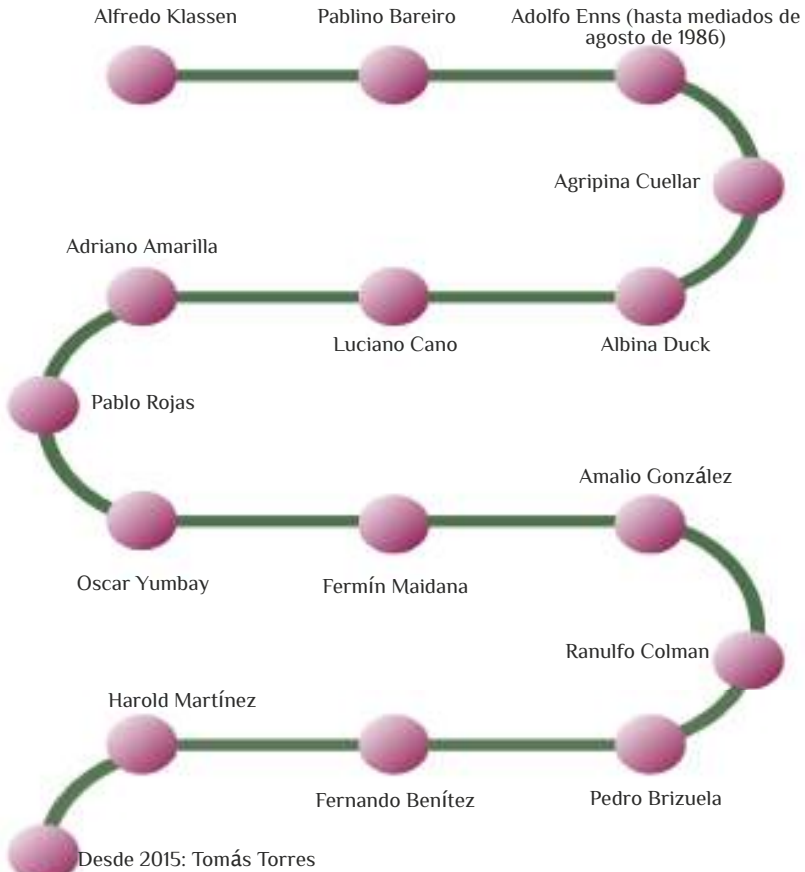 Alfredo Klassen
Pablino Bareiro
Adolfo Enns (hasta mediados de
agosto de 1986)
Agripina Cuellar
Adriano Amarilla
Luciano Cano
Albina Duck
Pablo Rojas
Amalio González
Oscar Yumbay
Fermín Maidana
Ranulfo Colman
Harold Martínez
Fernando Benítez
Pedro Brizuela
Desde 2015: Tomás Torres